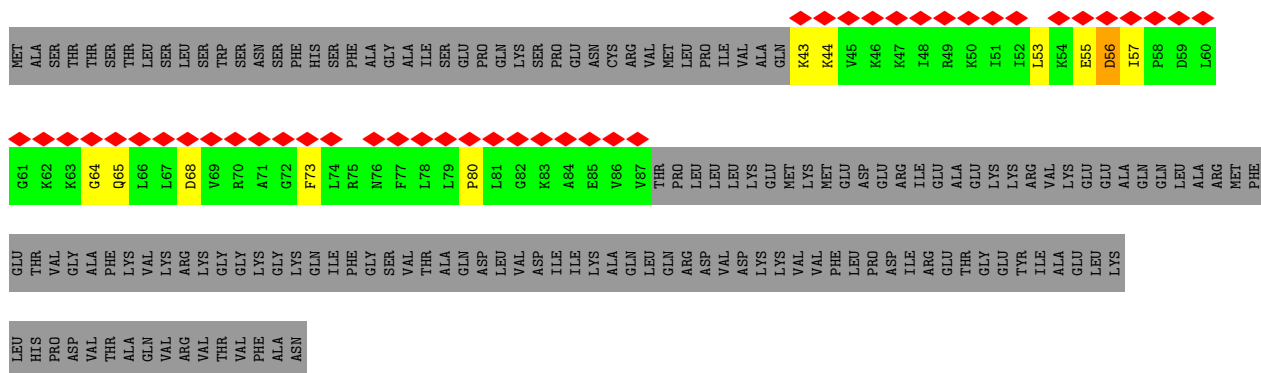 MET ALA SER THR THR SER THR LEU SER LEU SER TRP SER ASN SER PHE HIS SER PHE ALA GLY ALA ILE SER GLU PRO GLN LYS SER PRO GLU ASN CYS ARG VAL MET LEU PRO ILE VAL ALA GLN K43 K44 V45 K46 K47 I48 R49 K50 I51 I52 L53 K54 E55 D56 I57 P58 D59 L60
G61 K62 K63 G64 Q65 L66 L67 D68 V69 R70 A71 G72 F73 L74 R75 N76 F77 L78 L79 P80 L81 G82 K83 A84 E85 V86 V87 THR PRO LEU LEU LEU LYS GLU MET LYS MET GLU ASP GLU ARG ILE GLU ALA GLU LYS LYS ARG VAL LYS GLU GLU ALA GLN GLN LEU ALA ARG MET PHE
GLU THR VAL GLY ALA PHE LYS VAL LYS ARG LYS GLY GLY LYS GLY LYS GLN ILE PHE GLY SER VAL THR ALA GLN ASP LEU VAL ASP ILE ILE LYS ALA GLN LEU GLN ARG ASP VAL ASP LYS LYS VAL VAL PHE LEU PRO ASP ILE ARG GLU THR GLY GLU TYR ILE ALA GLU LEU LYS
LEU HIS PRO ASP VAL THR ALA GLN VAL ARG VAL THR VAL PHE ALA ASN